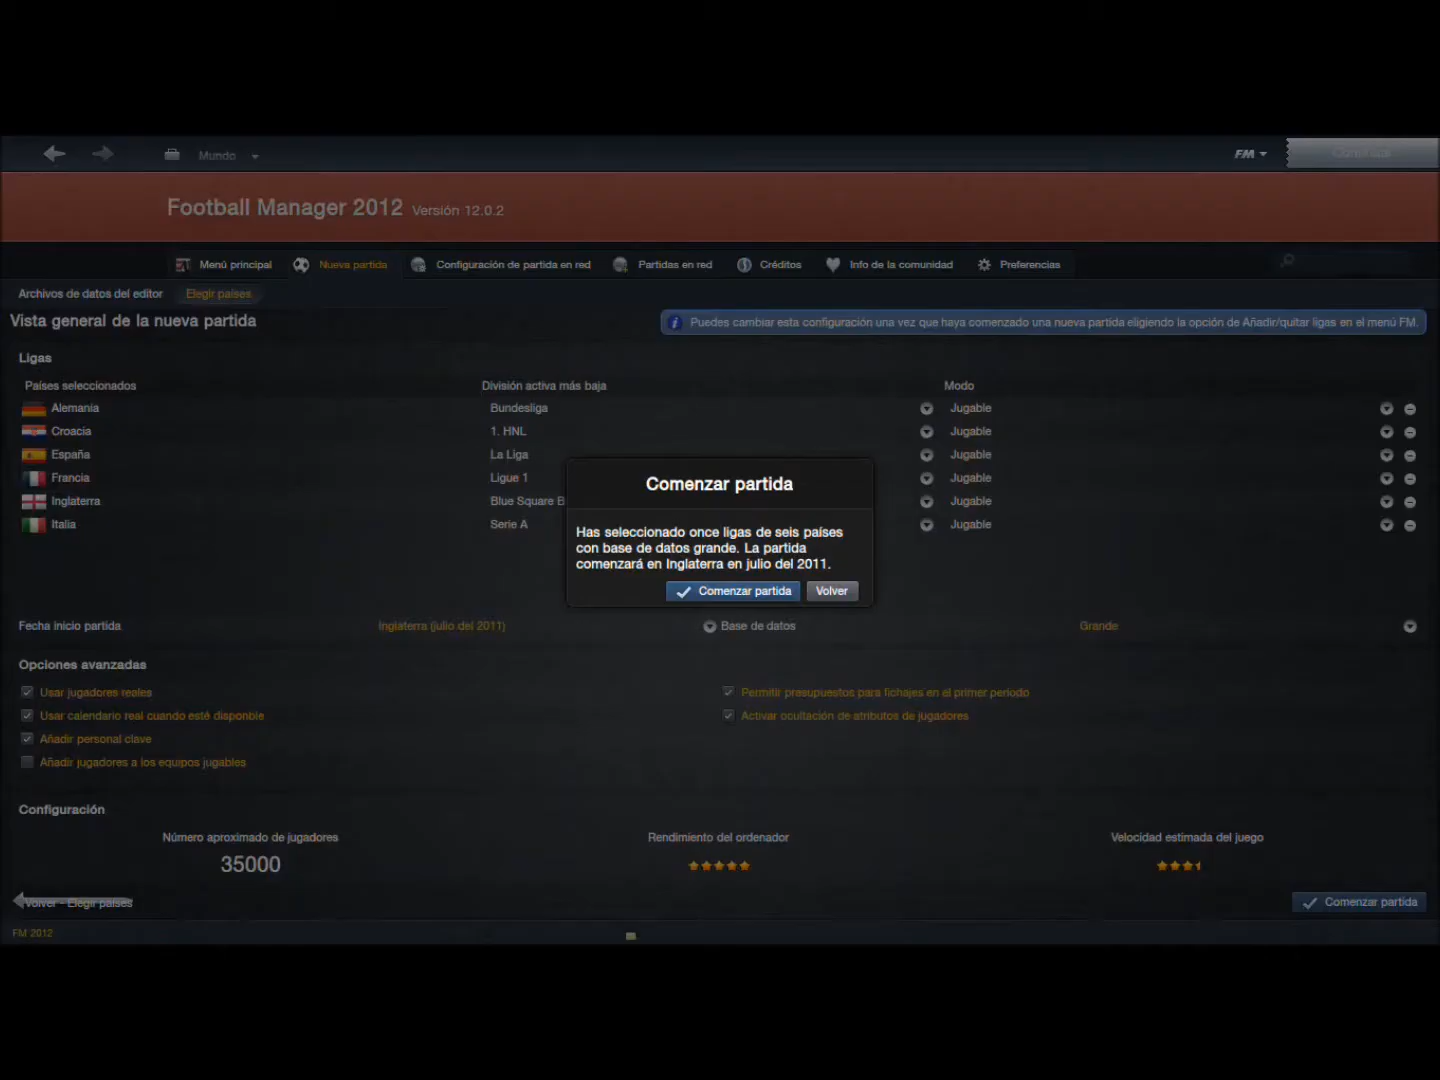 Mundo
FM
Continuar
Football Manager 2012 Versión 12.0.2
Menú principal
Nueva partida
Configuración de partida en red
Partidas en red
Créditos
Info de la comunidad
Preferencias
Archivos de datos del editor
Elegir países
Vista general de la nueva partida
Puedes cambiar esta configuración una vez que haya comenzado una nueva partida eligiendo la opción de Añadir/quitar ligas en el menú FM.
Ligas
Países seleccionados
División activa más baja
Modo
Alemania
Bundesliga
Jugable
Croacia
1. HNL
Jugable
España
La Liga
Jugable
Francia
Ligue 1
Jugable
Inglaterra
Blue Square B
Jugable
Italia
Serie A
Jugable
Comenzar partida
Has seleccionado once ligas de seis países
con base de datos grande. La partida
comenzará en Inglaterra en julio del 2011.
Comenzar partida
Volver
Fecha inicio partida
Inglaterra (julio del 2011)
Base de datos
Grande
Opciones avanzadas
Usar jugadores reales
Permitir presupuestos para fichajes en el primer periodo
Usar calendario real cuando esté disponble
Activar ocultación de atributos de jugadores
Añadir personal clave
Añadir jugadores a los equipos jugables
Configuración
Número aproximado de jugadores
35000
Rendimiento del ordenador
Velocidad estimada del juego
Volver - Elegir países
Comenzar partida
FM 2012